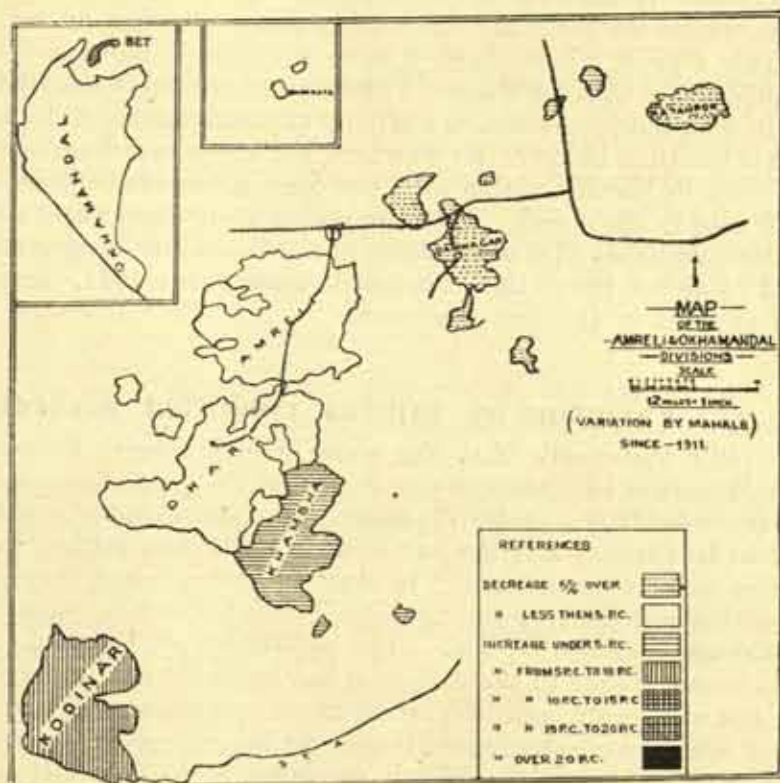 BET
OKHAMANDAL
DAMNAGAR
AMRELI
DHARI
KHAMBHA
KODINAR
SEA
MAP
OF THE
AMRELI & OKHAMANDAL
DIVISIONS
SCALE
12 MILES = 1 INCH
(VARIATION BY MAHALS)
SINCE - 1911.
REFERENCES
DECREASE 5% OVER
" LESS THEN 5. P.C.
INCREASE UNDER 5. P.C.
" FROM 5 P.C. TO 10 P.C.
" " 10 P.C. TO 15 P.C.
" " 15 P.C. TO 20 P.C.
" OVER 20 P.C.